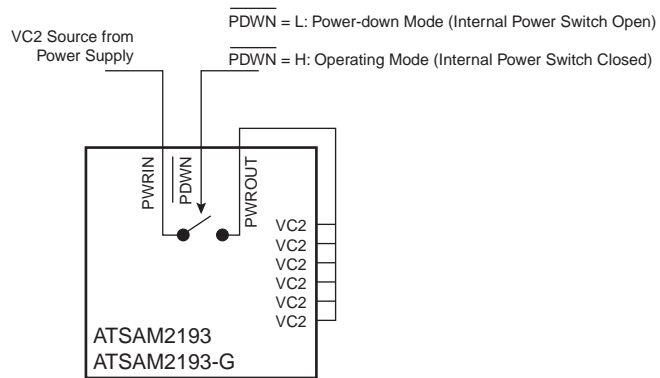 PDWN = L: Power-down Mode (Internal Power Switch Open)
VC2 Source from
Power Supply
PDWN = H: Operating Mode (Internal Power Switch Closed)
PWRIN
PDWN
PWROUT
VC2
VC2
VC2
VC2
VC2
VC2
ATSAM2193
ATSAM2193-G